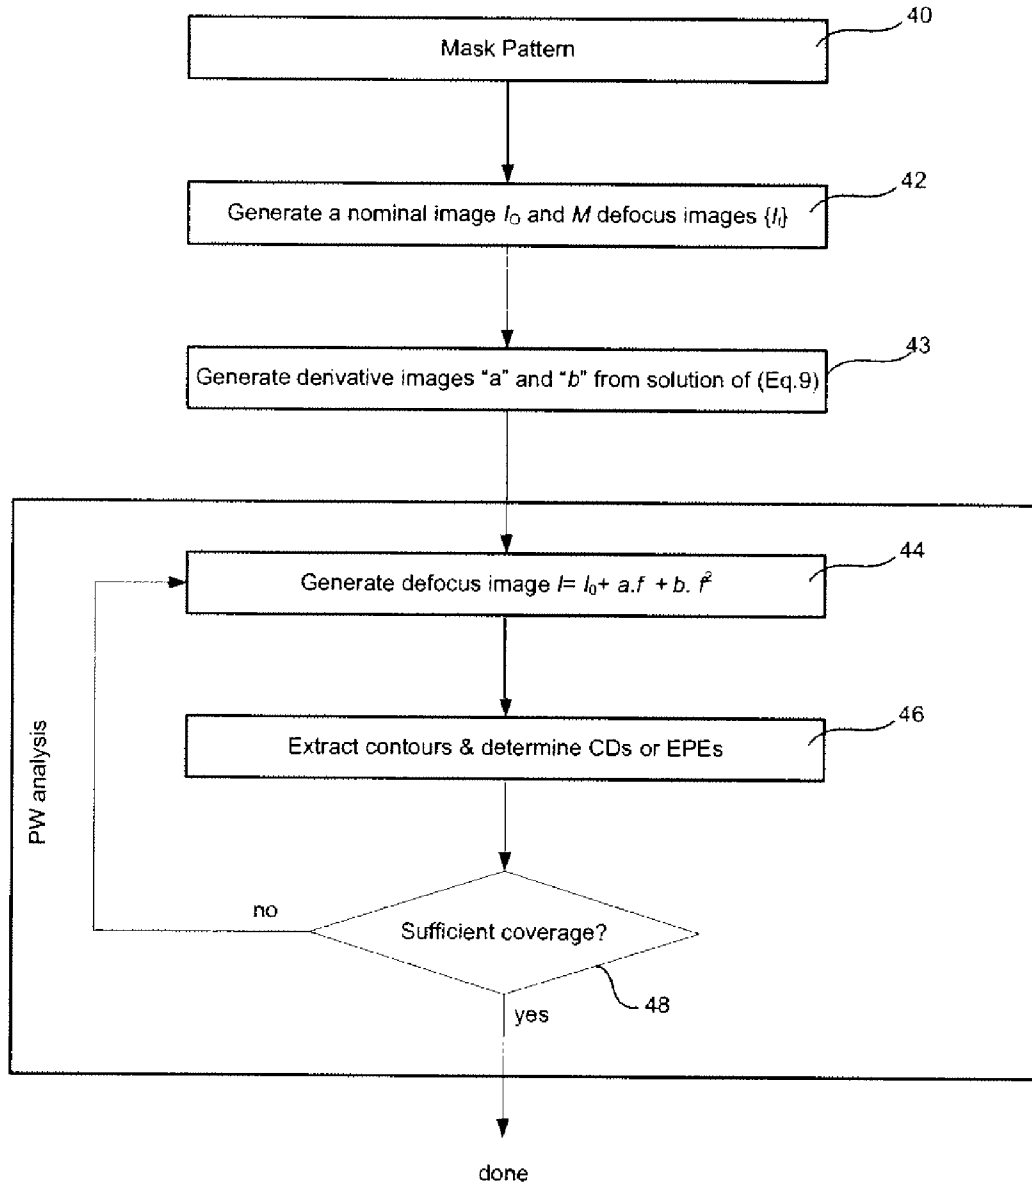 40
Mask Pattern
42
Generate a nominal image I₀ and M defocus images {Iₗ}
43
Generate derivative images "a" and "b" from solution of (Eq.9)
44
Generate defocus image I= I₀+ a.f + b. f²
46
Extract contours & determine CDs or EPEs
PW analysis
no
Sufficient coverage?
48
yes
done